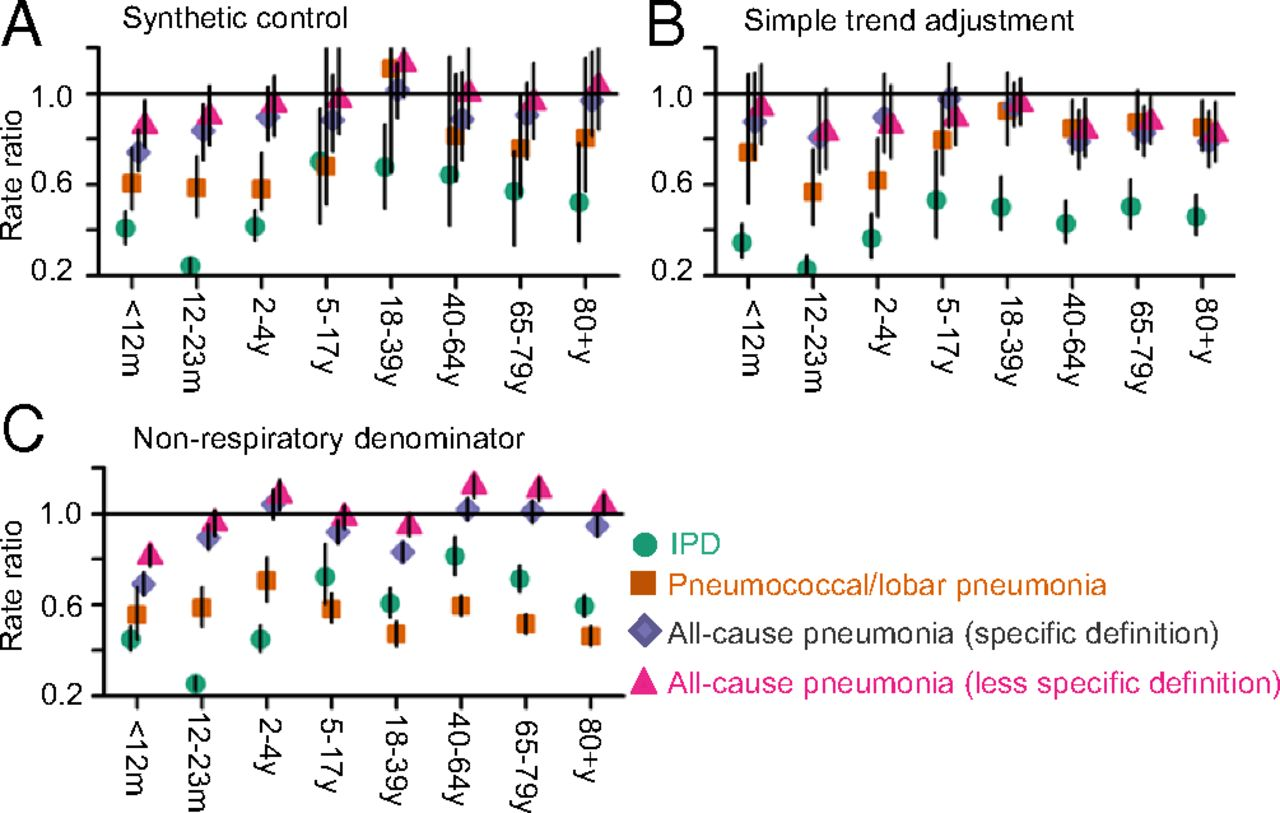 A
Synthetic control
Rate ratio
1.0
0.6
0.2
<12m
12-23m
2-4y
5-17y
18-39y
40-64y
65-79y
80+y
B
Simple trend adjustment
Rate ratio
1.0
0.6
0.2
<12m
12-23m
2-4y
5-17y
18-39y
40-64y
65-79y
80+y
C
Non-respiratory denominator
Rate ratio
1.0
0.6
0.2
<12m
12-23m
2-4y
5-17y
18-39y
40-64y
65-79y
80+y
IPD
Pneumococcal/lobar pneumonia
All-cause pneumonia (specific definition)
All-cause pneumonia (less specific definition)